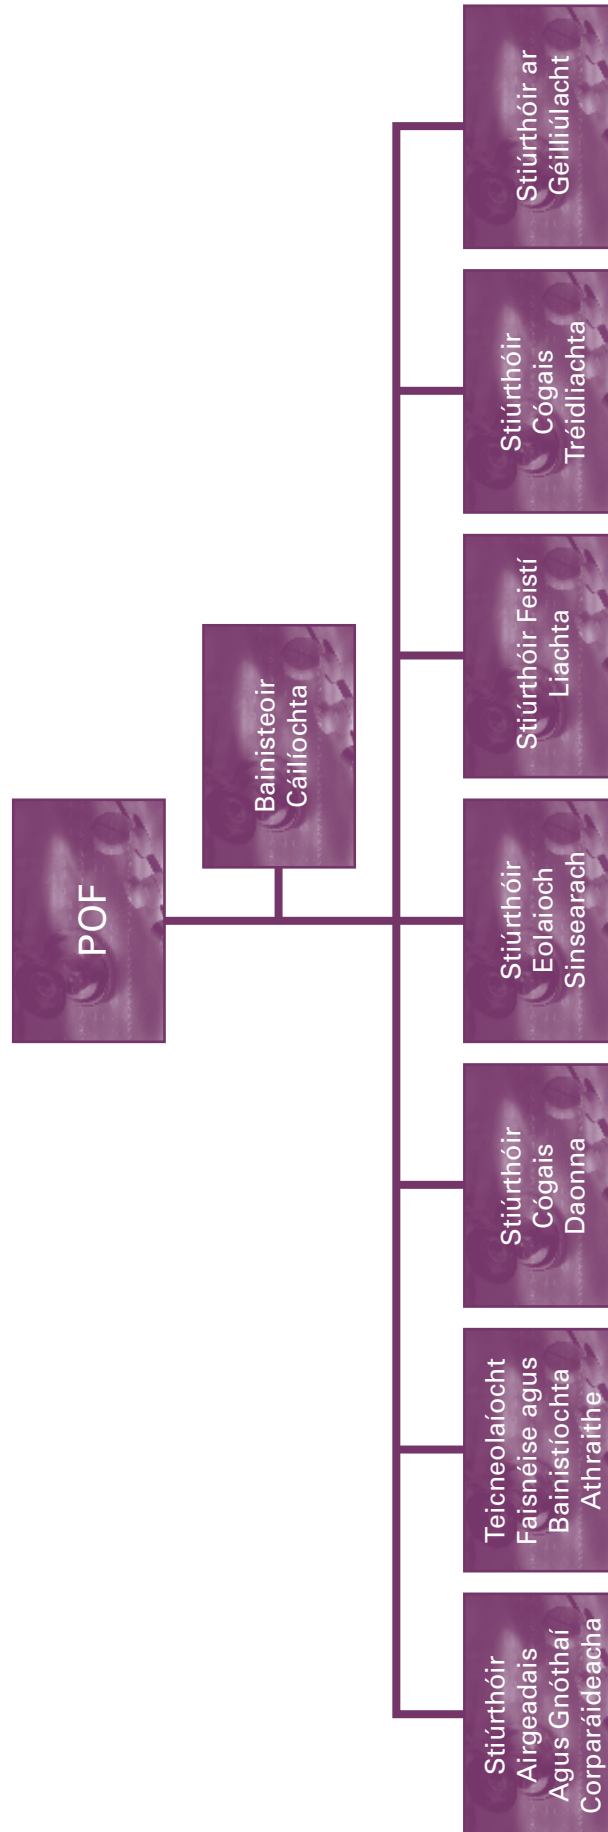 POF
Bainisteoir
Cáilíochta
Stiúrthóir
Airgeadais
Agus Gnóthaí
Corparáideacha
Teicneolaíocht
Faisnéise agus
Bainistíochta
Athraithe
Stiúrthóir
Cógais
Daonna
Stiúrthóir
Eolaíoch
Sinsearach
Stiúrthóir Feistí
Liachta
Stiúrthóir
Cógais
Tréidliachta
Stiúrthóir ar
Géilliúlacht